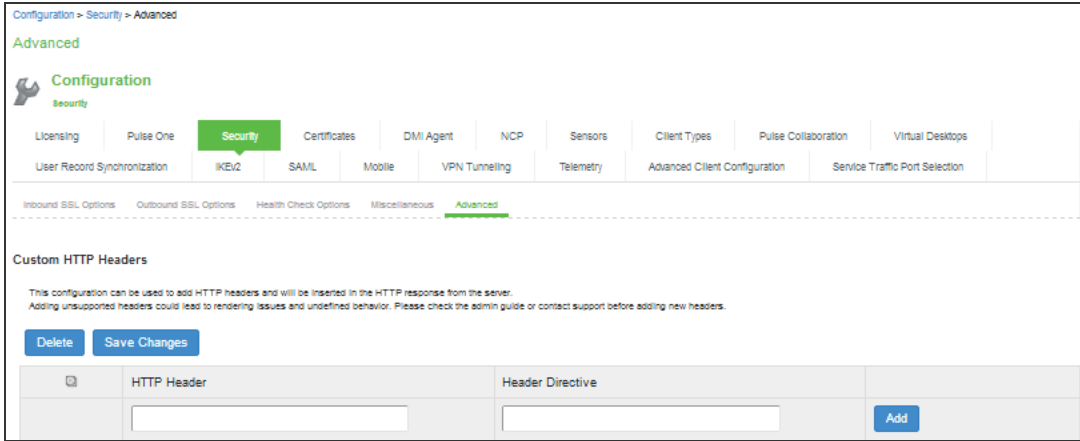 Configuration > Security > Advanced
Advanced
Configuration
Security
Licensing Pulse One Security Certificates DMI Agent NCP Sensors Client Types Pulse Collaboration Virtual Desktops
User Record Synchronization IKEv2 SAML Mobile VPN Tunneling Telemetry Advanced Client Configuration Service Traffic Port Selection
Inbound SSL Options Outbound SSL Options Health Check Options Miscellaneous Advanced
Custom HTTP Headers
This configuration can be used to add HTTP headers and will be inserted in the HTTP response from the server.
Adding unsupported headers could lead to rendering issues and undefined behavior. Please check the admin guide or contact support before adding new headers.
Delete Save Changes
HTTP Header Header Directive
Add